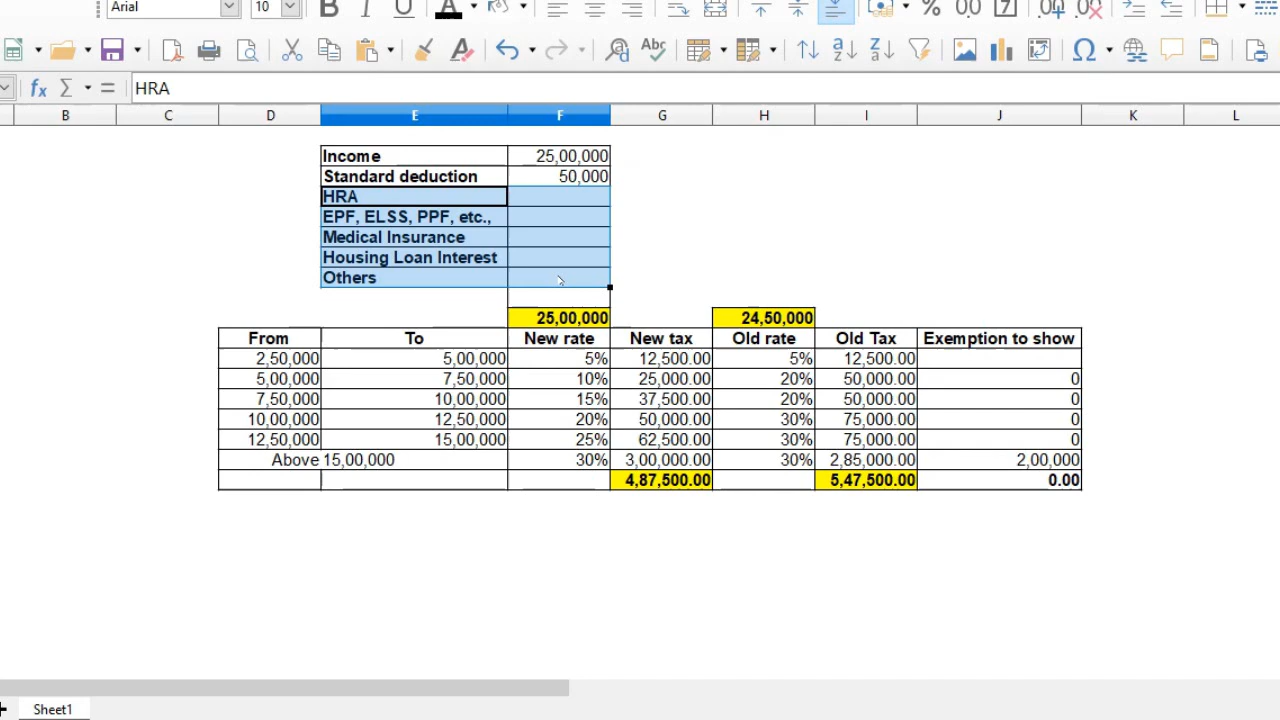 Arial 10 B I U A % 00 7 .00 .00
Abc
fx Σ = HRA
B C D E F G H I J K L
Income 25,00,000
Standard deduction 50,000
HRA
EPF, ELSS, PPF, etc.,
Medical Insurance
Housing Loan Interest
Others
25,00,000 24,50,000
From To New rate New tax Old rate Old Tax Exemption to show
2,50,000 5,00,000 5% 12,500.00 5% 12,500.00
5,00,000 7,50,000 10% 25,000.00 20% 50,000.00 0
7,50,000 10,00,000 15% 37,500.00 20% 50,000.00 0
10,00,000 12,50,000 20% 50,000.00 30% 75,000.00 0
12,50,000 15,00,000 25% 62,500.00 30% 75,000.00 0
Above 15,00,000 30% 3,00,000.00 30% 2,85,000.00 2,00,000
4,87,500.00 5,47,500.00 0.00
Sheet1